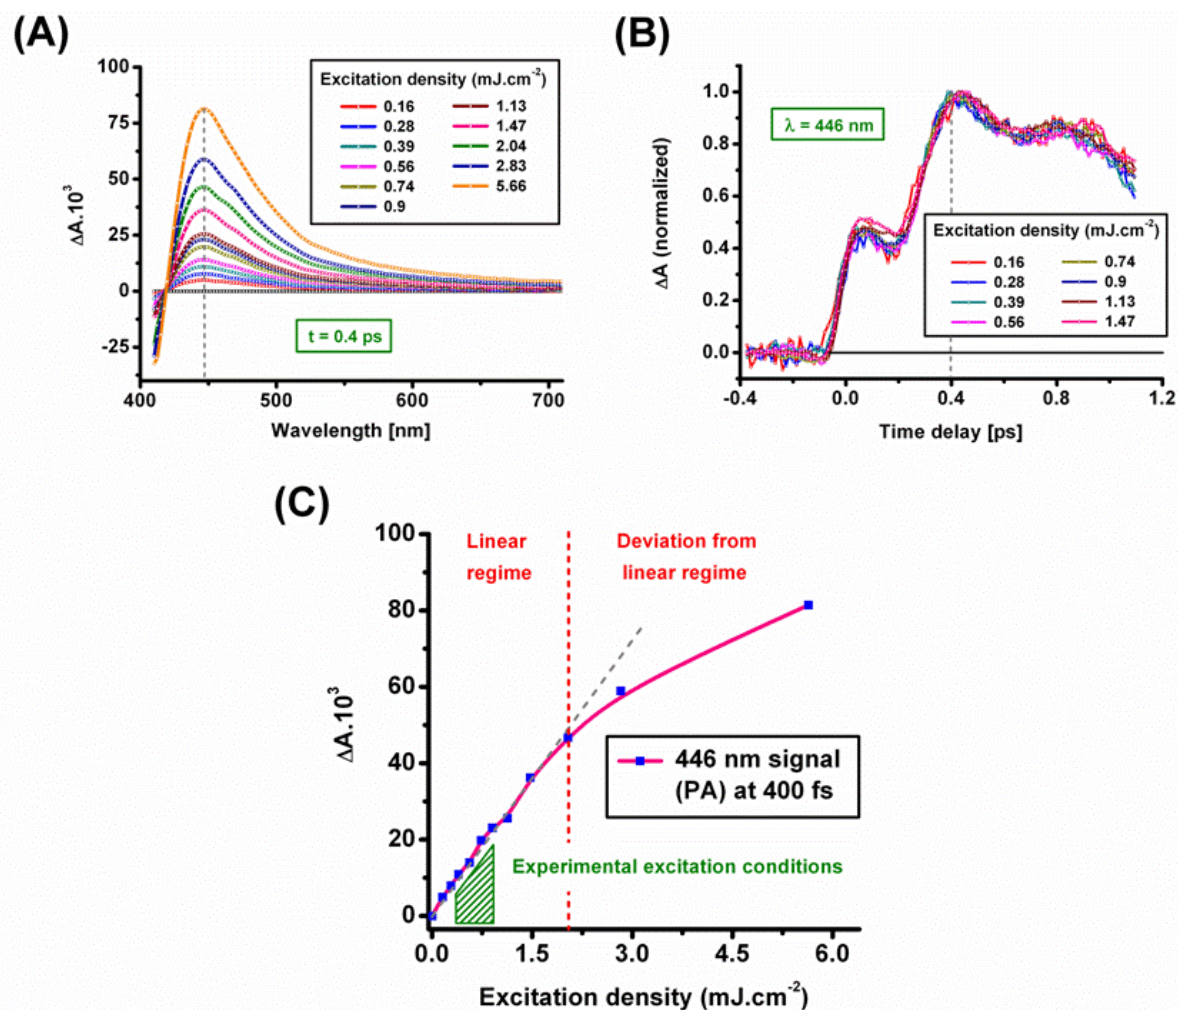 (A)
100
75
50
25
0
-25
ΔA.10³
Excitation density (mJ.cm⁻²)
0.16 1.13
0.28 1.47
0.39 2.04
0.56 2.83
0.74 5.66
0.9
t = 0.4 ps
400 500 600 700
Wavelength [nm]
(B)
1.0
0.8
0.6
0.4
0.2
0.0
ΔA (normalized)
λ = 446 nm
Excitation density (mJ.cm⁻²)
0.16 0.74
0.28 0.9
0.39 1.13
0.56 1.47
-0.4 0.0 0.4 0.8 1.2
Time delay [ps]
(C)
100
80
60
40
20
0
ΔA.10³
Linear
regime
Deviation from
linear regime
446 nm signal
(PA) at 400 fs
Experimental excitation conditions
0.0 1.5 3.0 4.5 6.0
Excitation density (mJ.cm⁻²)